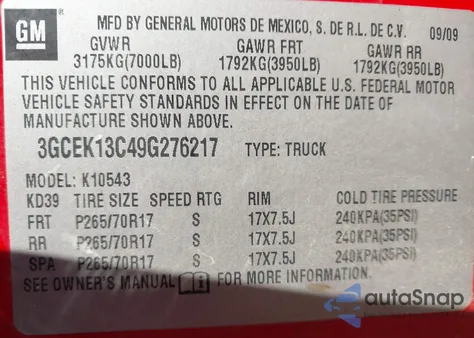 GM
MFD BY GENERAL MOTORS DE MEXICO, S. DE R.L. DE C.V. 09/09
GVWR GAWR FRT GAWR RR
3175KG(7000LB) 1792KG(3950LB) 1792KG(3950LB)
THIS VEHICLE CONFORMS TO ALL APPLICABLE U.S. FEDERAL MOTOR
VEHICLE SAFETY STANDARDS IN EFFECT ON THE DATE OF
MANUFACTURE SHOWN ABOVE.
3GCEK13C49G276217 TYPE: TRUCK
MODEL: K10543
KD39 TIRE SIZE SPEED RTG RIM COLD TIRE PRESSURE
FRT P265/70R17 S 17X7.5J 240KPA(35PSI)
RR P265/70R17 S 17X7.5J 240KPA(35PSI)
SPA P265/70R17 S 17X7.5J 240KPA(35PSI)
SEE OWNER'S MANUAL FOR MORE INFORMATION.
autoSnap